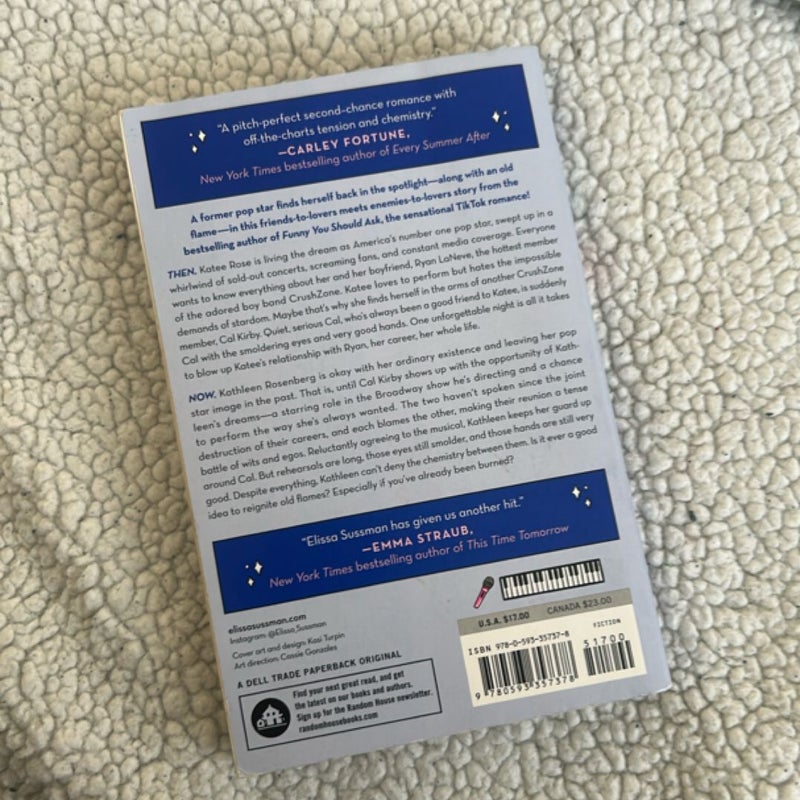 "A pitch-perfect second-chance romance with
off-the-charts tension and chemistry."
—CARLEY FORTUNE,
New York Times bestselling author of Every Summer After
A former pop star finds herself back in the spotlight—along with an old
flame—in this friends-to-lovers meets enemies-to-lovers story from the
bestselling author of Funny You Should Ask, the sensational TikTok romance!
THEN. Katee Rose is living the dream as America's number one pop star, swept up in a
whirlwind of sold-out concerts, screaming fans, and constant media coverage. Everyone
wants to know everything about her and her boyfriend, Ryan LaNeve, the hottest member
of the adored boy band CrushZone. Katee loves to perform but hates the impossible
demands of stardom. Maybe that's why she finds herself in the arms of another CrushZone
member, Cal Kirby. Quiet, serious Cal, who's always been a good friend to Katee, is suddenly
Cal with the smoldering eyes and very good hands. One unforgettable night is all it takes
to blow up Katee's relationship with Ryan, her career, her whole life.
NOW. Kathleen Rosenberg is okay with her ordinary existence and leaving her pop
star image in the past. That is, until Cal Kirby shows up with the opportunity of Kath-
leen's dreams—a starring role in the Broadway show he's directing and a chance
to perform the way she's always wanted. The two haven't spoken since the joint
destruction of their careers, and each blames the other, making their reunion a tense
battle of wits and egos. Reluctantly agreeing to the musical, Kathleen keeps her guard up
around Cal. But rehearsals are long, those eyes still smolder, and those hands are still very
good. Despite everything, Kathleen can't deny the chemistry between them. Is it ever a good
idea to reignite old flames? Especially if you've already been burned?
"Elissa Sussman has given us another hit."
—EMMA STRAUB,
New York Times bestselling author of This Time Tomorrow
elissasussman.com
Instagram: @Elissa_Sussman
Cover art and design: Kasi Turpin
Art direction: Cassie Gonzales
A DELL TRADE PAPERBACK ORIGINAL
Find your next great read, and get
the latest on our books and authors.
Sign up for the Random House newsletter.
randomhousebooks.com
U.S.A. $17.00 CANADA $23.00
FICTION
ISBN 978-0-593-35737-8
51700
9 780593 357378